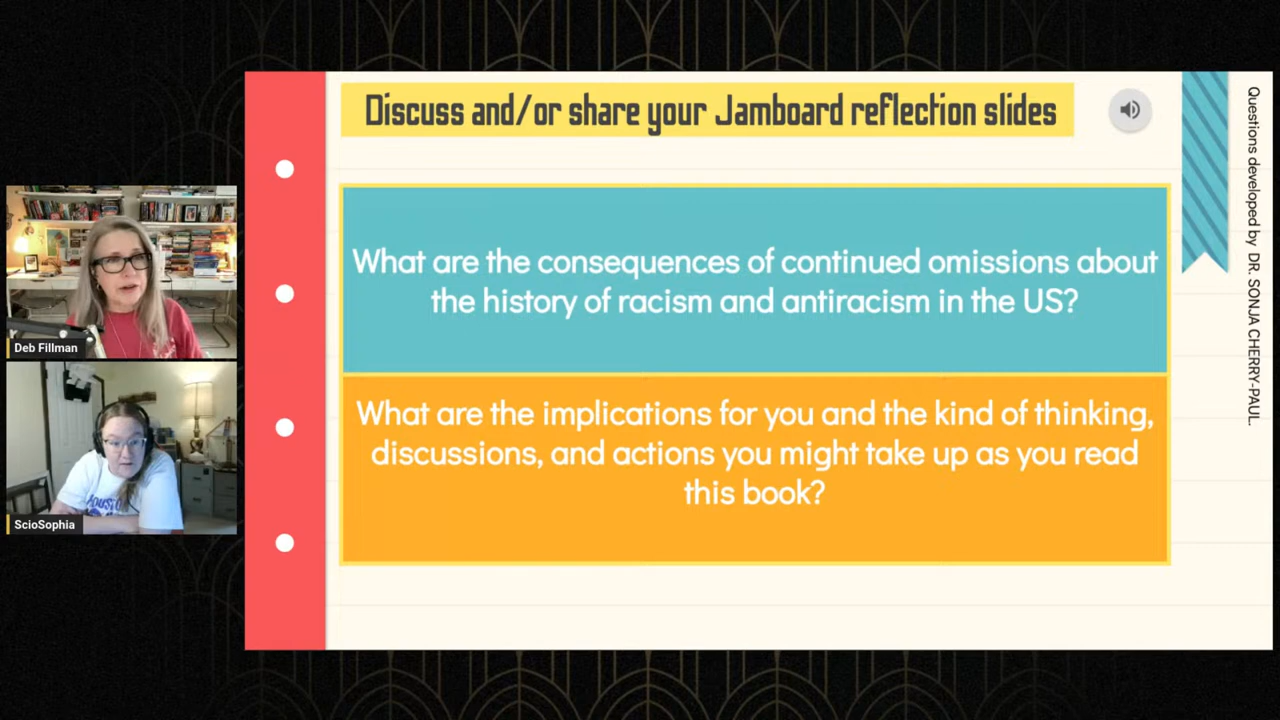 Discuss and/or share your Jamboard reflection slides
What are the consequences of continued omissions about
the history of racism and antiracism in the US?
What are the implications for you and the kind of thinking,
discussions, and actions you might take up as you read
this book?
Questions developed by DR. SONJA CHERRY-PAUL.
Deb Fillman
ScioSophia